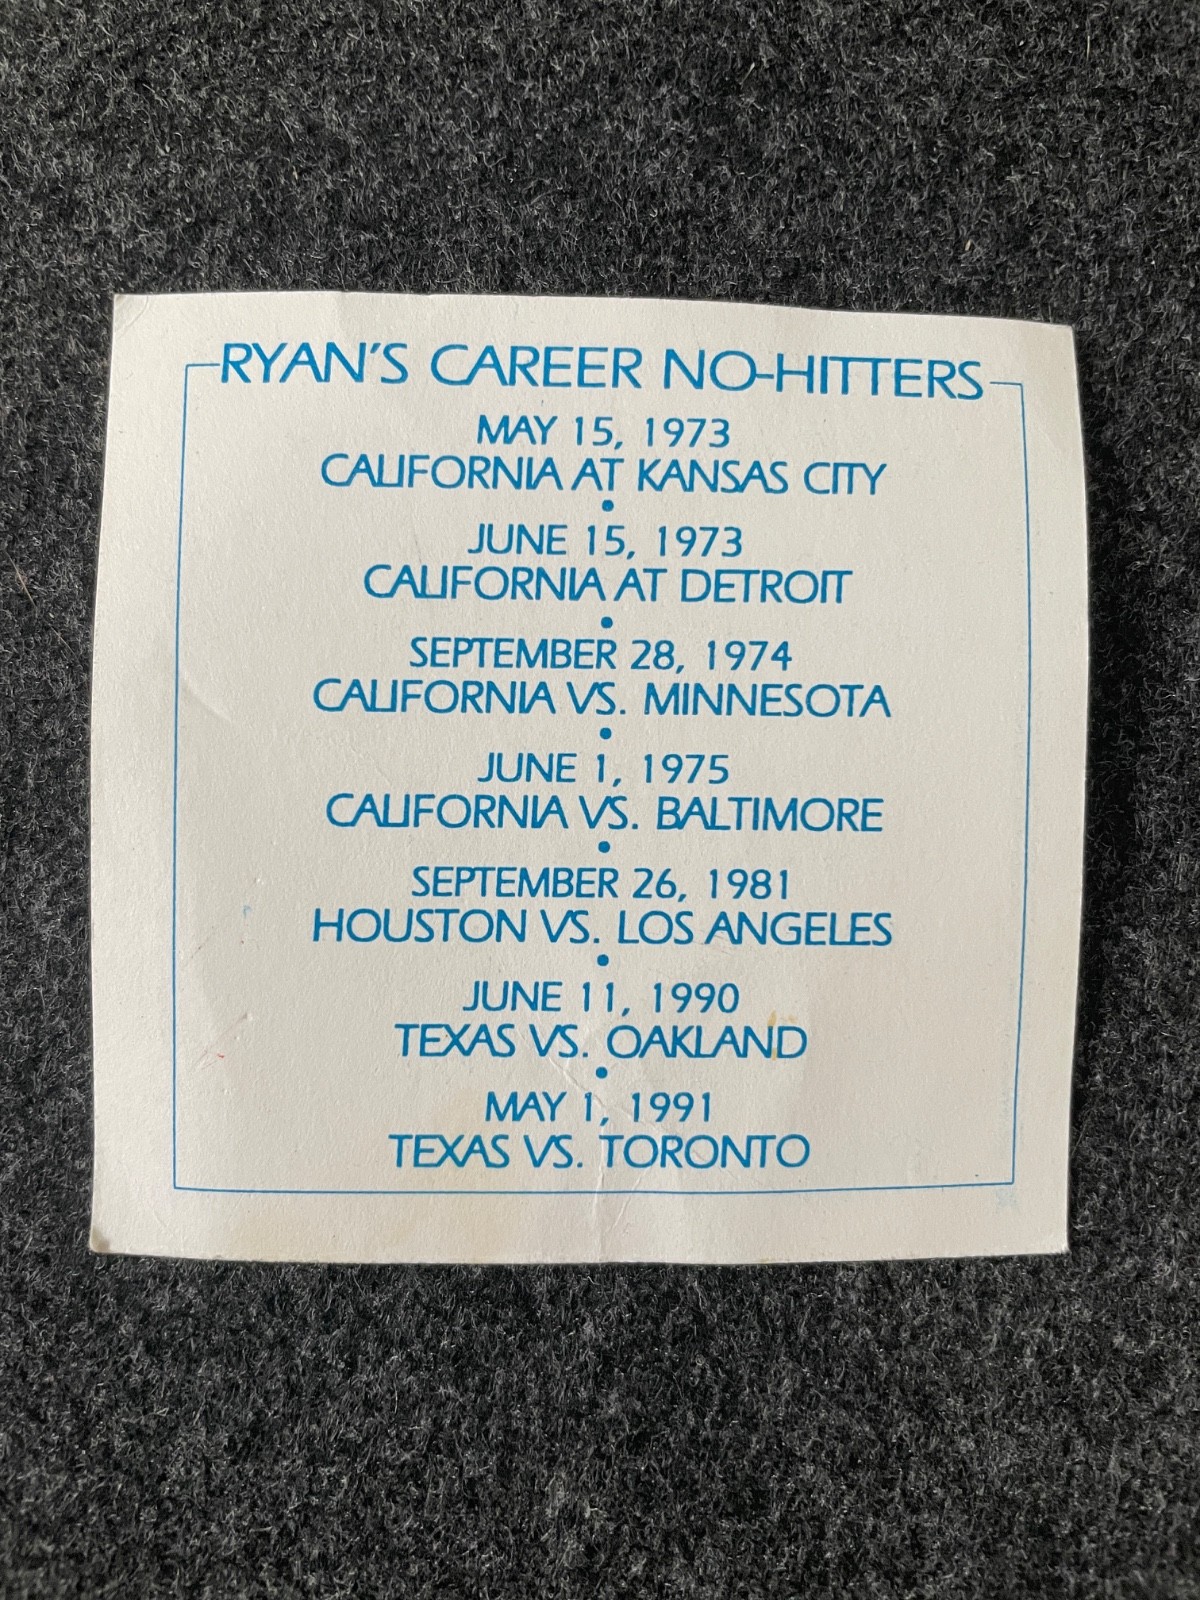 RYAN'S CAREER NO-HITTERS
MAY 15, 1973
CALIFORNIA AT KANSAS CITY
•
JUNE 15, 1973
CALIFORNIA AT DETROIT
•
SEPTEMBER 28, 1974
CALIFORNIA VS. MINNESOTA
•
JUNE 1, 1975
CALIFORNIA VS. BALTIMORE
•
SEPTEMBER 26, 1981
HOUSTON VS. LOS ANGELES
•
JUNE 11, 1990
TEXAS VS. OAKLAND
•
MAY 1, 1991
TEXAS VS. TORONTO